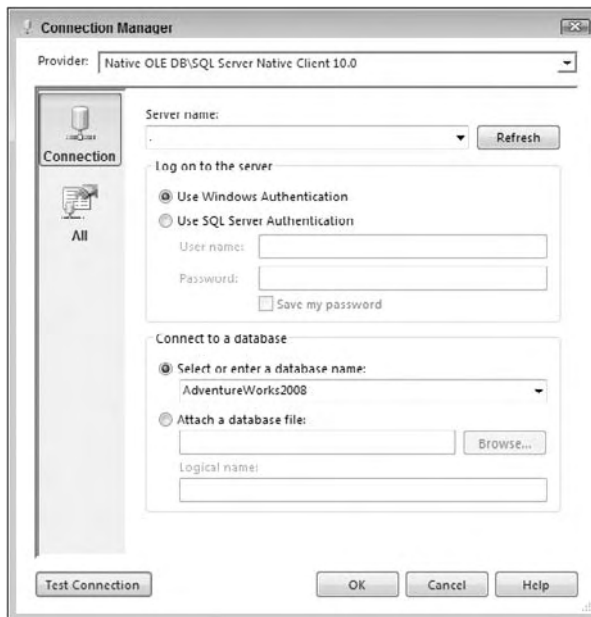 Connection Manager
Provider: Native OLE DB\SQL Server Native Client 10.0
Connection
All
Server name:
.
Refresh
Log on to the server
Use Windows Authentication
Use SQL Server Authentication
User name:
Password:
Save my password
Connect to a database
Select or enter a database name:
AdventureWorks2008
Attach a database file:
Browse...
Logical name:
Test Connection OK Cancel Help